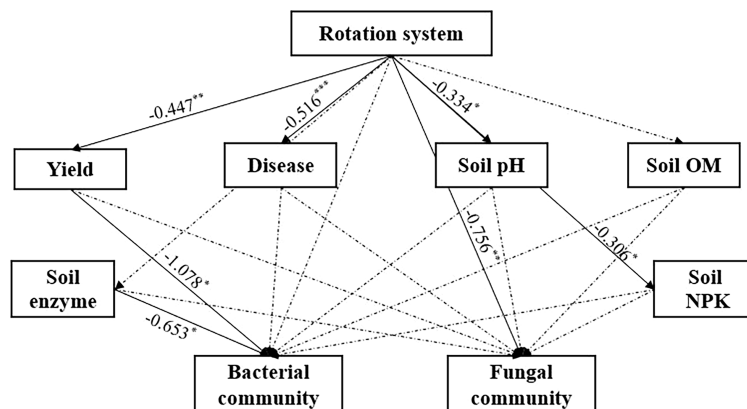 Rotation system
-0.447**
-0.516***
-0.334*
Yield
Disease
Soil pH
Soil OM
-1.078*
-0.756**
-0.306*
Soil
enzyme
Soil
NPK
-0.653*
Bacterial
community
Fungal
community